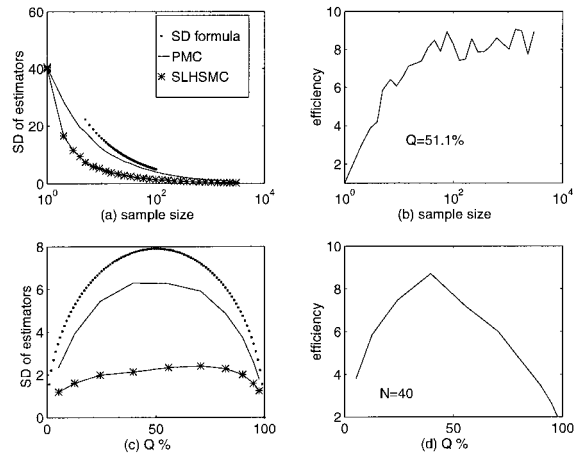 60
40
20
0
SD of estimators
SD formula
PMC
SLHSMC
10^0
10^2
10^4
(a) sample size
10
8
6
4
2
1
efficiency
Q=51.1%
10^0
10^2
10^4
(b) sample size
8
6
4
2
0
SD of estimators
0
50
100
(c) Q %
10
8
6
4
2
efficiency
N=40
0
50
100
(d) Q %